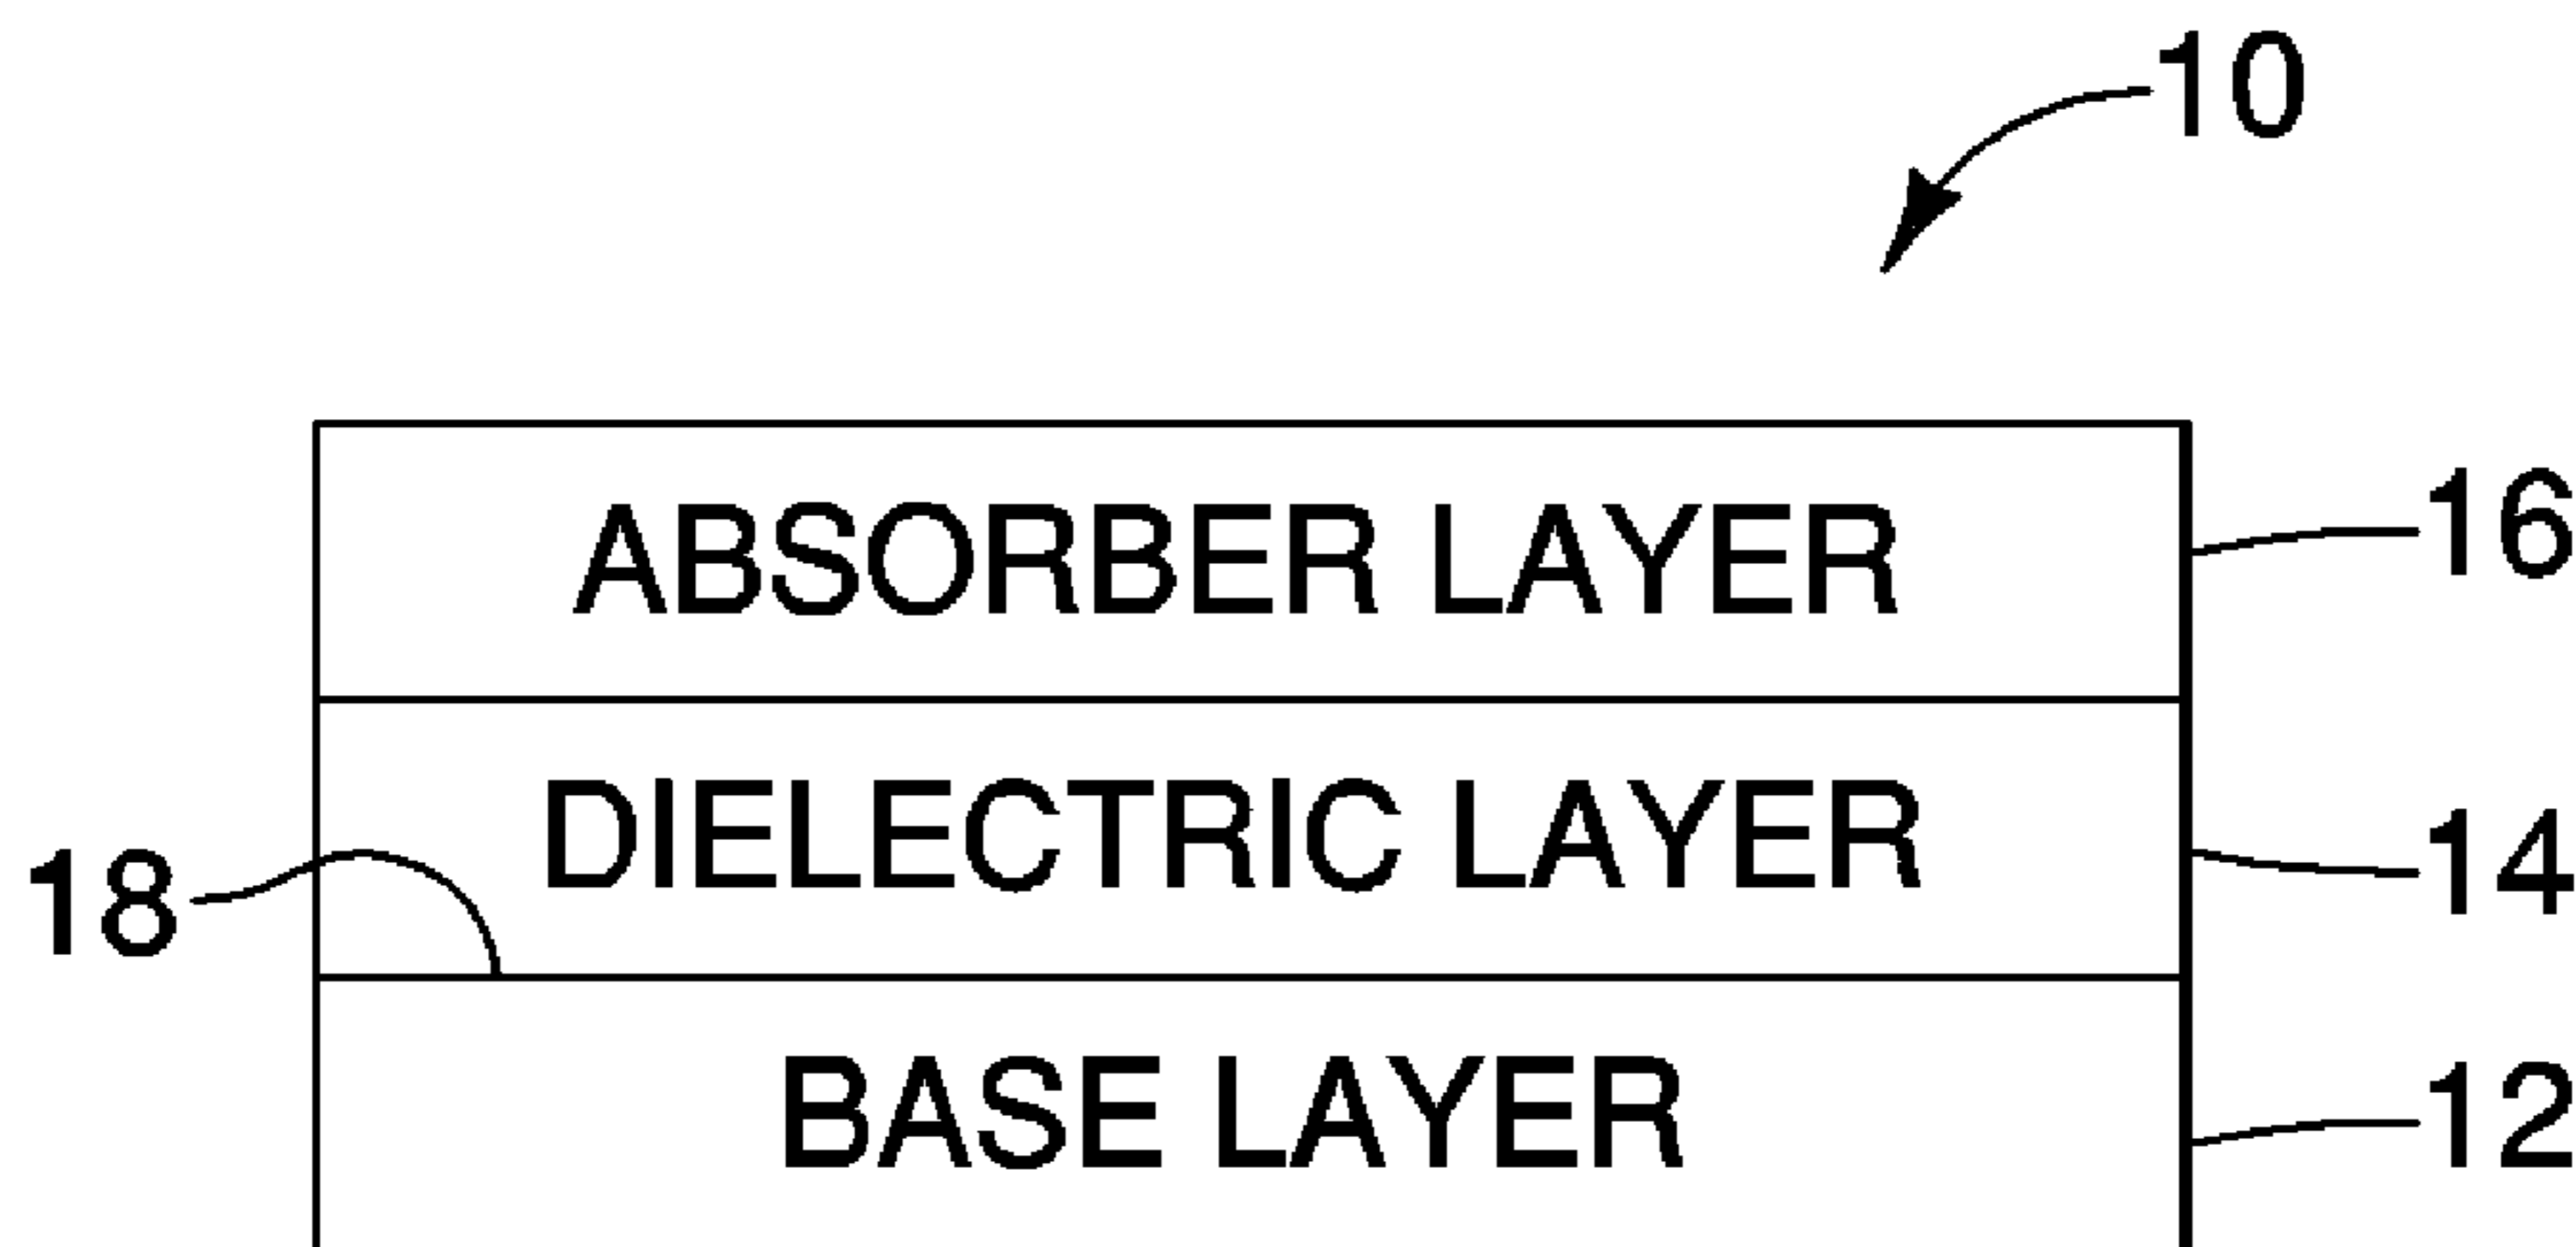 10
ABSORBER LAYER 16
DIELECTRIC LAYER 14
18
BASE LAYER 12